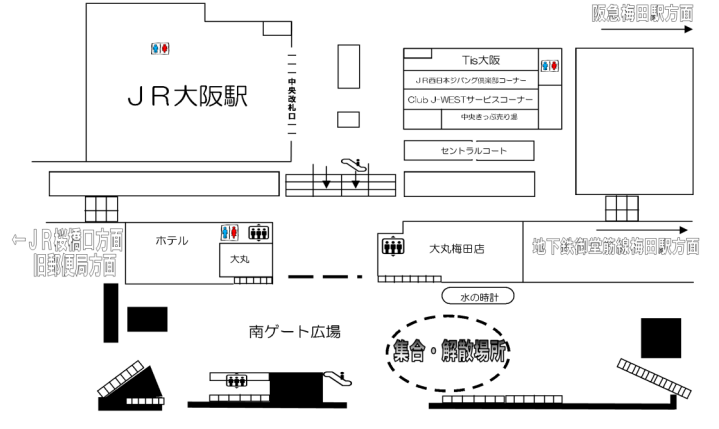 阪急梅田駅方面
Tis大阪
JR西日本ジパング倶楽部コーナー
Club J-WESTサービスコーナー
中央きっぷ売り場
JR大阪駅
中央改札口
セントラルコート
←JR桜橋口方面
旧郵便局方面
ホテル
大丸
大丸梅田店
地下鉄御堂筋線梅田駅方面
水の時計
南ゲート広場
集合・解散場所